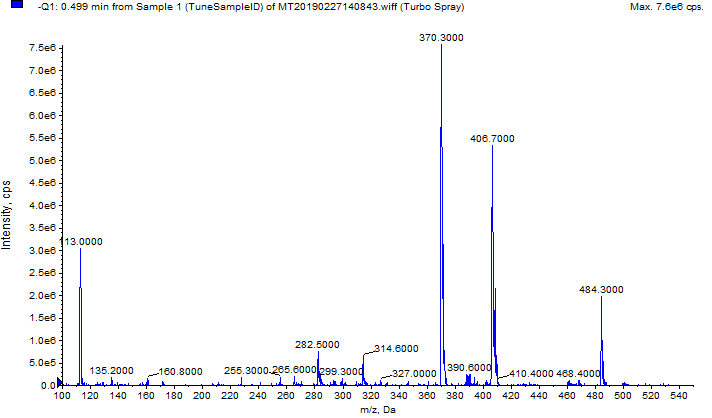 -Q1: 0.499 min from Sample 1 (TuneSampleID) of MT20190227140843.wiff (Turbo Spray) Max. 7.6e6 cps.
370.3000
7.5e6
7.0e6
6.5e6
6.0e6
5.5e6
406.7000
5.0e6
4.5e6
4.0e6
3.5e6
113.0000
3.0e6
2.5e6
484.3000
2.0e6
1.5e6
1.0e6
282.5000
314.6000
5.0e5
135.2000 160.8000 255.3000 265.6000 299.3000 327.0000 390.6000 410.4000 468.4000
0.0
100 120 140 160 180 200 220 240 260 280 300 320 340 360 380 400 420 440 460 480 500 520 540
m/z, Da
Intensity, cps